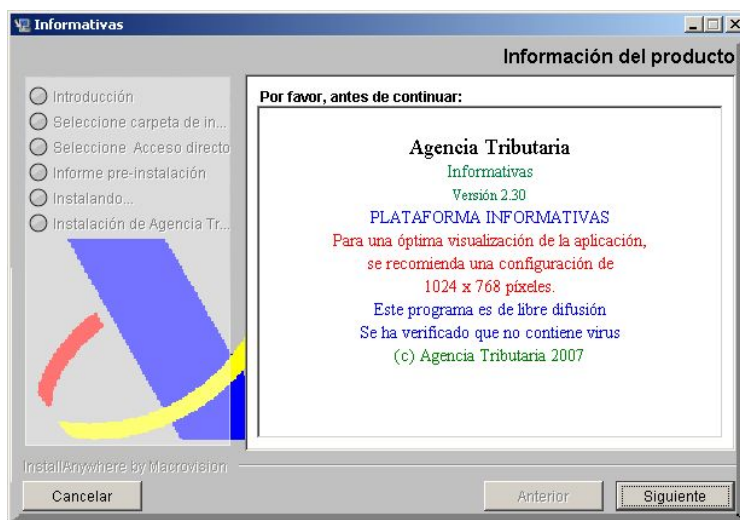 Informativas
Información del producto
Introducción
Seleccione carpeta de in...
Seleccione Acceso directo
Informe pre-instalación
Instalando...
Instalación de Agencia Tr...
Por favor, antes de continuar:
Agencia Tributaria
Informativas
Versión 2.30
PLATAFORMA INFORMATIVAS
Para una óptima visualización de la aplicación,
se recomienda una configuración de
1024 x 768 píxeles.
Este programa es de libre difusión
Se ha verificado que no contiene virus
(c) Agencia Tributaria 2007
InstallAnywhere by Macrovision
Cancelar
Anterior
Siguiente